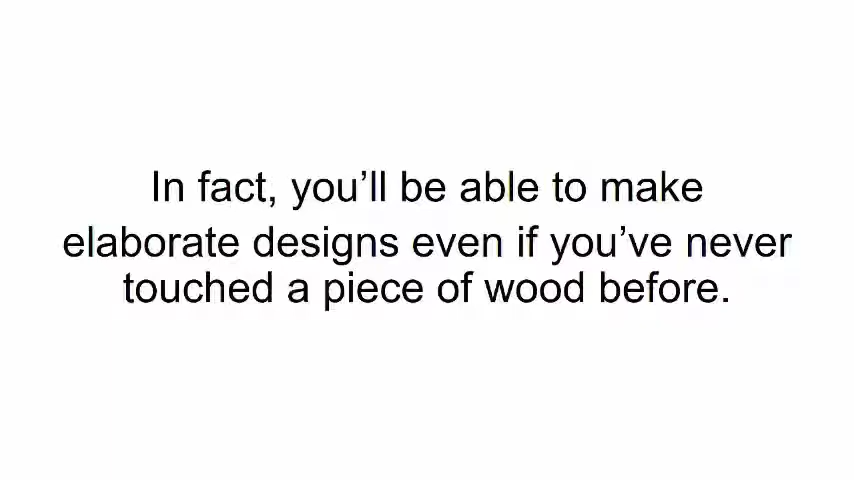 In fact, you’ll be able to make
elaborate designs even if you’ve never
touched a piece of wood before.